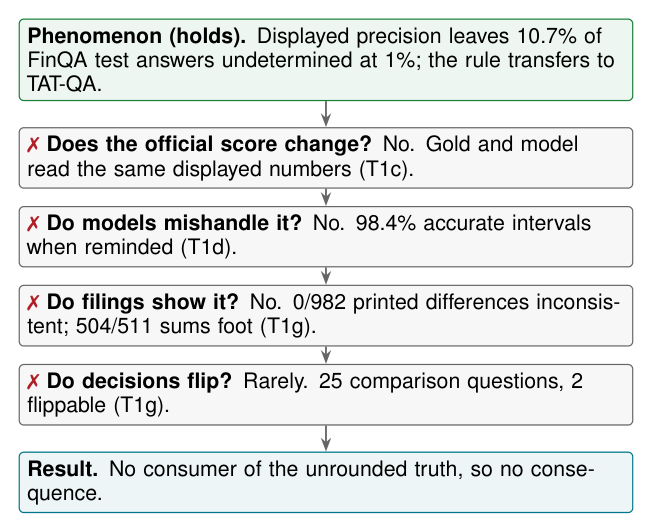 Phenomenon (holds). Displayed precision leaves 10.7% of
FinQA test answers undetermined at 1%; the rule transfers to
TAT-QA.
✗ Does the official score change? No. Gold and model
read the same displayed numbers (T1c).
✗ Do models mishandle it? No. 98.4% accurate intervals
when reminded (T1d).
✗ Do filings show it? No. 0/982 printed differences inconsis-
tent; 504/511 sums foot (T1g).
✗ Do decisions flip? Rarely. 25 comparison questions, 2
flippable (T1g).
Result. No consumer of the unrounded truth, so no conse-
quence.